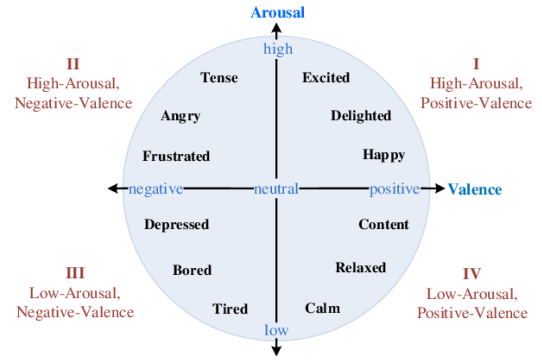 Arousal
high
II
High-Arousal,
Negative-Valence
I
High-Arousal,
Positive-Valence
Tense
Excited
Angry
Delighted
Frustrated
Happy
negative
neutral
positive
Valence
Depressed
Content
Bored
Relaxed
III
Low-Arousal,
Negative-Valence
IV
Low-Arousal,
Positive-Valence
Tired
Calm
low